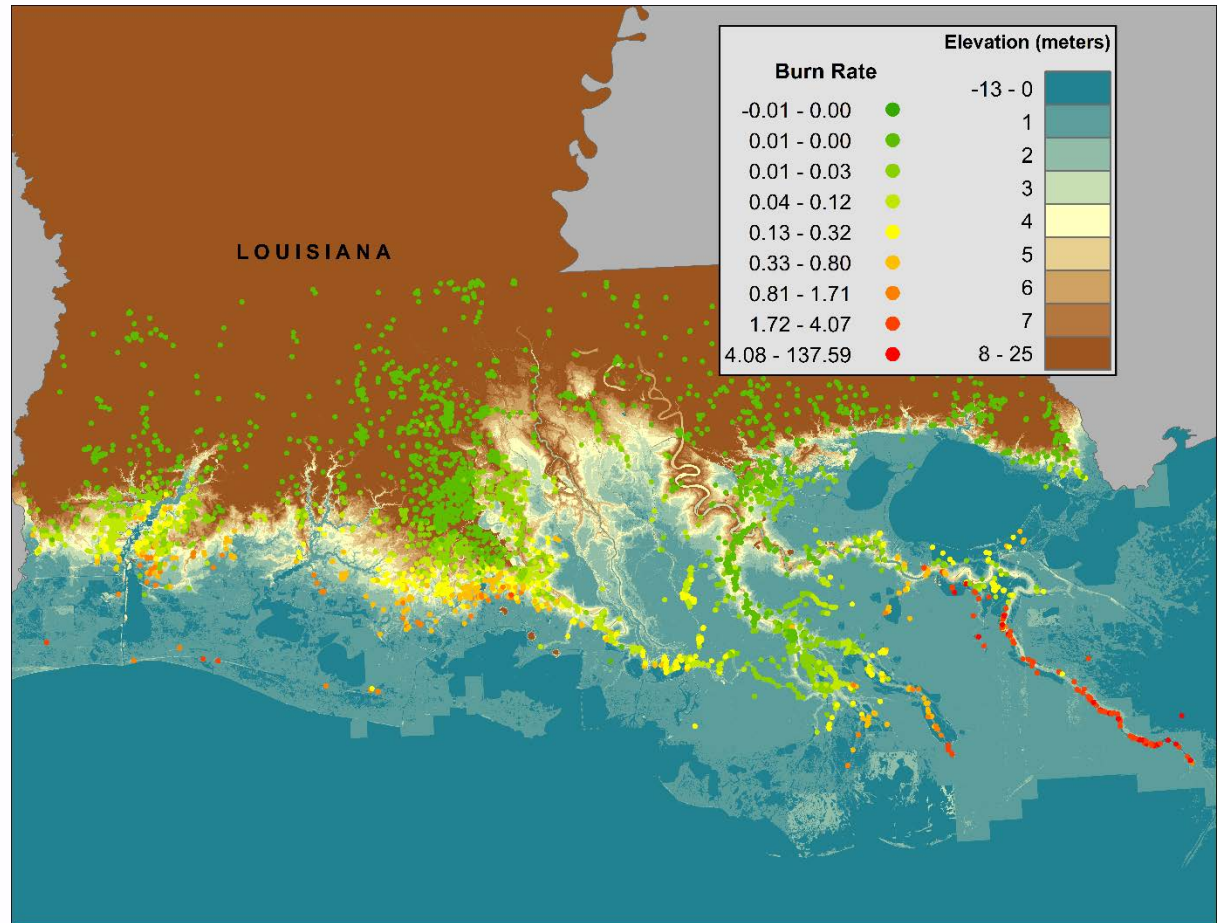 LOUISIANA
Burn Rate
-0.01 - 0.00
0.01 - 0.00
0.01 - 0.03
0.04 - 0.12
0.13 - 0.32
0.33 - 0.80
0.81 - 1.71
1.72 - 4.07
4.08 - 137.59
Elevation (meters)
-13 - 0
1
2
3
4
5
6
7
8 - 25